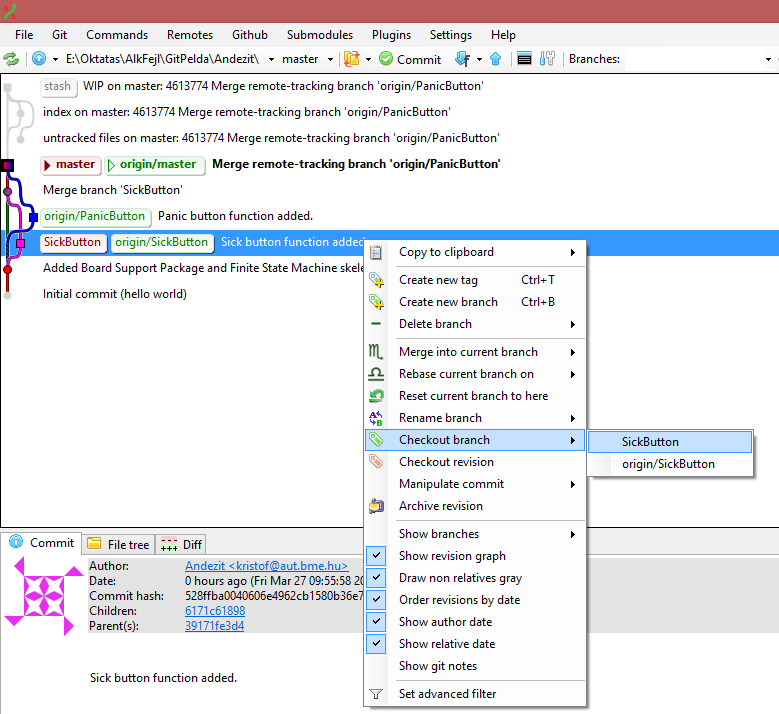 File Git Commands Remotes Github Submodules Plugins Settings Help
E:\Oktatas\AlkFejl\GitPelda\Andezit\ master Commit Branches:
stash WIP on master: 4613774 Merge remote-tracking branch 'origin/PanicButton'
index on master: 4613774 Merge remote-tracking branch 'origin/PanicButton'
untracked files on master: 4613774 Merge remote-tracking branch 'origin/PanicButton'
master origin/master Merge remote-tracking branch 'origin/PanicButton'
Merge branch 'SickButton'
origin/PanicButton Panic button function added.
SickButton origin/SickButton Sick button function added
Added Board Support Package and Finite State Machine skele
Initial commit (hello world)
Copy to clipboard
Create new tag Ctrl+T
Create new branch Ctrl+B
Delete branch
Merge into current branch
Rebase current branch on
Reset current branch to here
Rename branch
Checkout branch
Checkout revision
Manipulate commit
Archive revision
Show branches
Show revision graph
Draw non relatives gray
Order revisions by date
Show author date
Show relative date
Show git notes
Set advanced filter
SickButton
origin/SickButton
Commit File tree Diff
Author: Andezit <kristof@aut.bme.hu>
Date: 0 hours ago (Fri Mar 27 09:55:58 20
Commit hash: 528ffba0040606e4962cb1580b36e7
Children: 6171c61898
Parent(s): 39171fe3d4
Sick button function added.